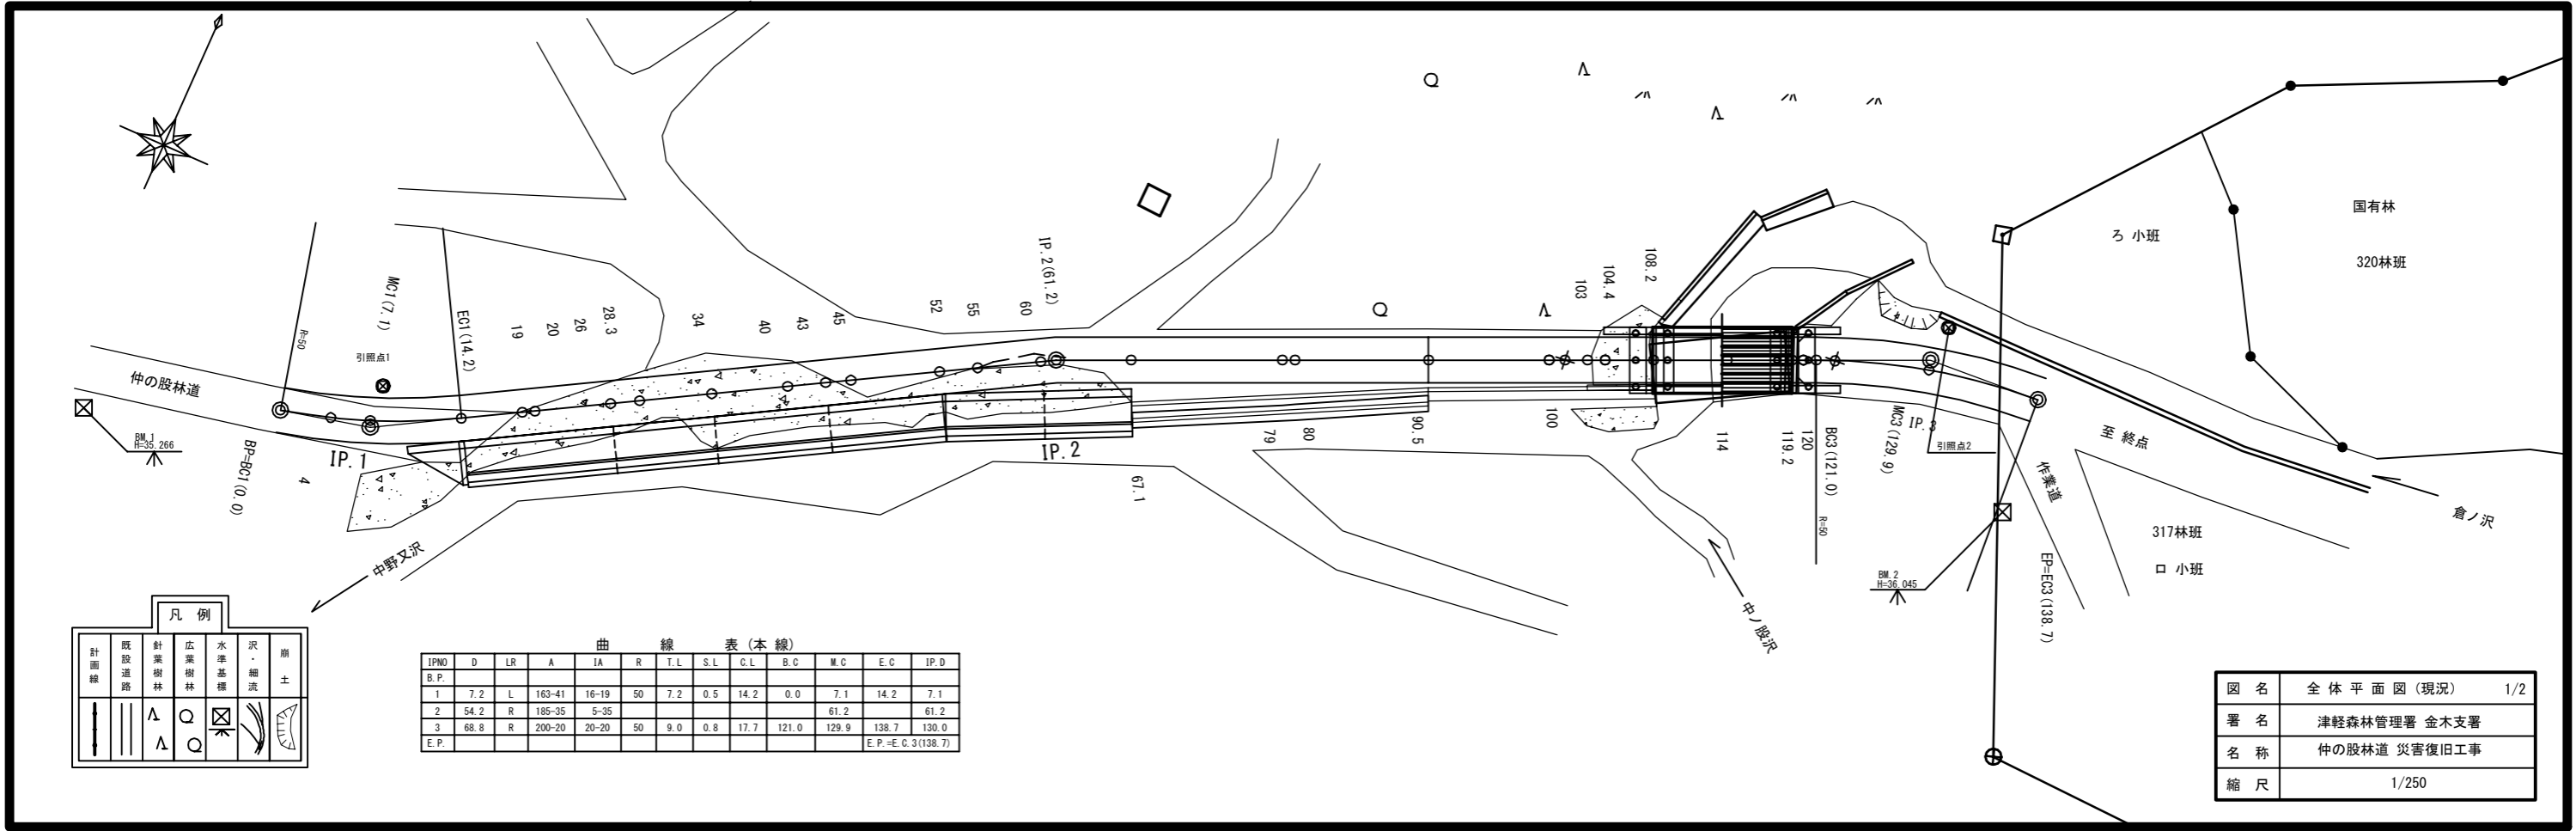 国有林
ろ 小班
320林班
IP.2(61.2)
MC1(7.1)
EC1(14.2)
19
20
26
28.3
34
40
43
45
52
55
60
103
104.4
108.2
R=50
引照点1
仲の股林道
BM.1
H=35.266
BP=BC1(0.0)
4
IP.1
IP.2
67.1
79
80
90.5
100
114
119.2
120
BC3(121.0)
R=50
MC3(129.9)
IP.3
引照点2
至 終点
作業道
倉ノ沢
317林班
ロ 小班
BM.2
H=36.045
EP=EC3(138.7)
中野又沢
中ノ股沢
凡 例
計画線 既設道路 針葉樹林 広葉樹林 水準基標 沢・細流 崩土
曲 線 表(本 線)
IPNO D LR A IA R T.L S.L C.L B.C M.C E.C IP.D
B.P.
1 7.2 L 163-41 16-19 50 7.2 0.5 14.2 0.0 7.1 14.2 7.1
2 54.2 R 185-35 5-35 61.2 61.2
3 68.8 R 200-20 20-20 50 9.0 0.8 17.7 121.0 129.9 138.7 130.0
E.P. E.P.=E.C.3(138.7)
図 名 全 体 平 面 図(現況) 1/2
署 名 津軽森林管理署 金木支署
名 称 仲の股林道 災害復旧工事
縮 尺 1/250